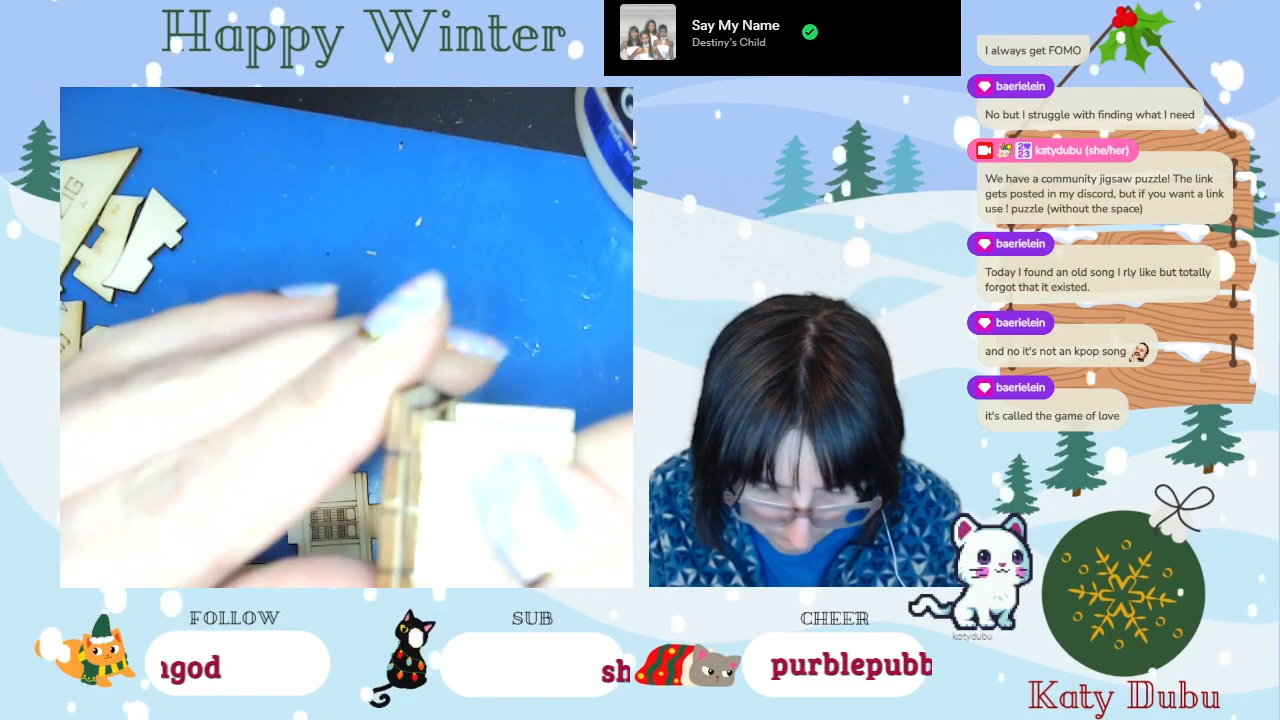 Happy Winter
Say My Name
Destiny's Child
I always get FOMO
baerielein
No but I struggle with finding what I need
2023 katydubu (she/her)
We have a community jigsaw puzzle! The link
gets posted in my discord, but if you want a link
use ! puzzle (without the space)
baerielein
Today I found an old song I rly like but totally
forgot that it existed.
baerielein
and no it's not an kpop song
baerielein
it's called the game of love
katydubu
FOLLOW
SUB
CHEER
ngod
sh
purblepubb
Katy Dubu